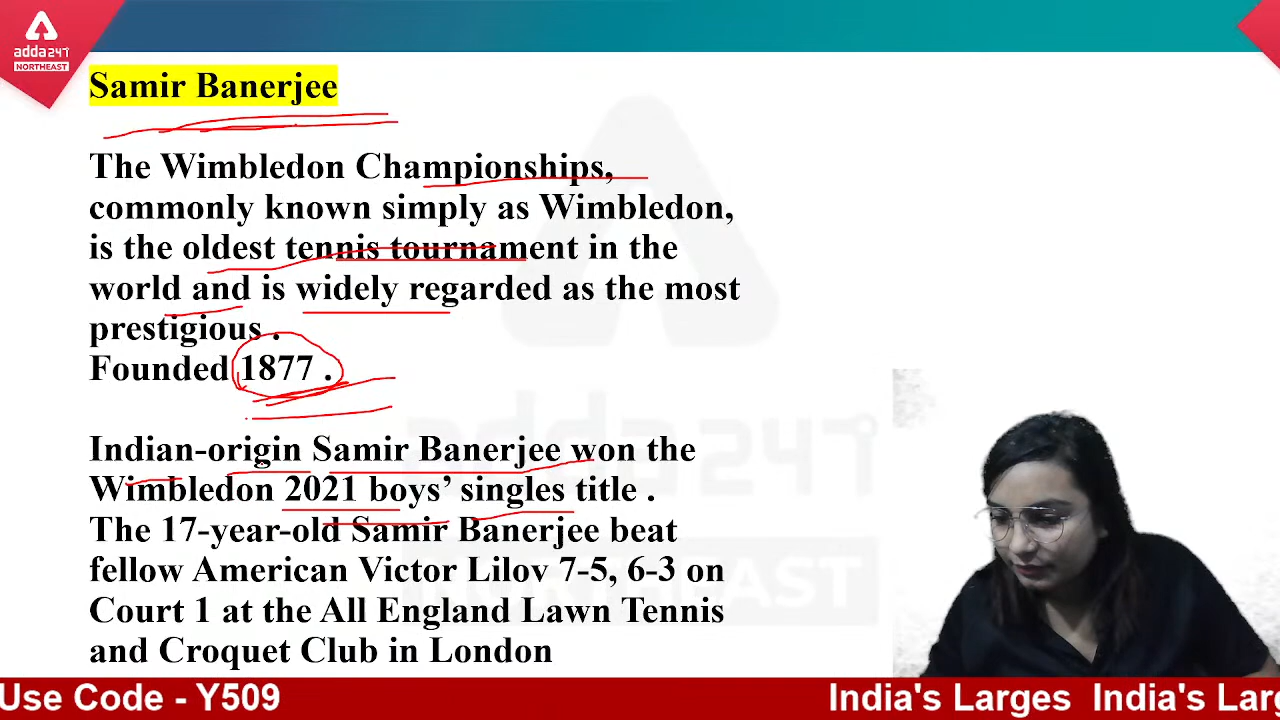 adda247
NORTHEAST
Samir Banerjee
The Wimbledon Championships,
commonly known simply as Wimbledon,
is the oldest tennis tournament in the
world and is widely regarded as the most
prestigious .
Founded 1877 .
Indian-origin Samir Banerjee won the
Wimbledon 2021 boys’ singles title .
The 17-year-old Samir Banerjee beat
fellow American Victor Lilov 7-5, 6-3 on
Court 1 at the All England Lawn Tennis
and Croquet Club in London
adda247
NORTHEAST
Use Code - Y509
India's Larges India's Larg